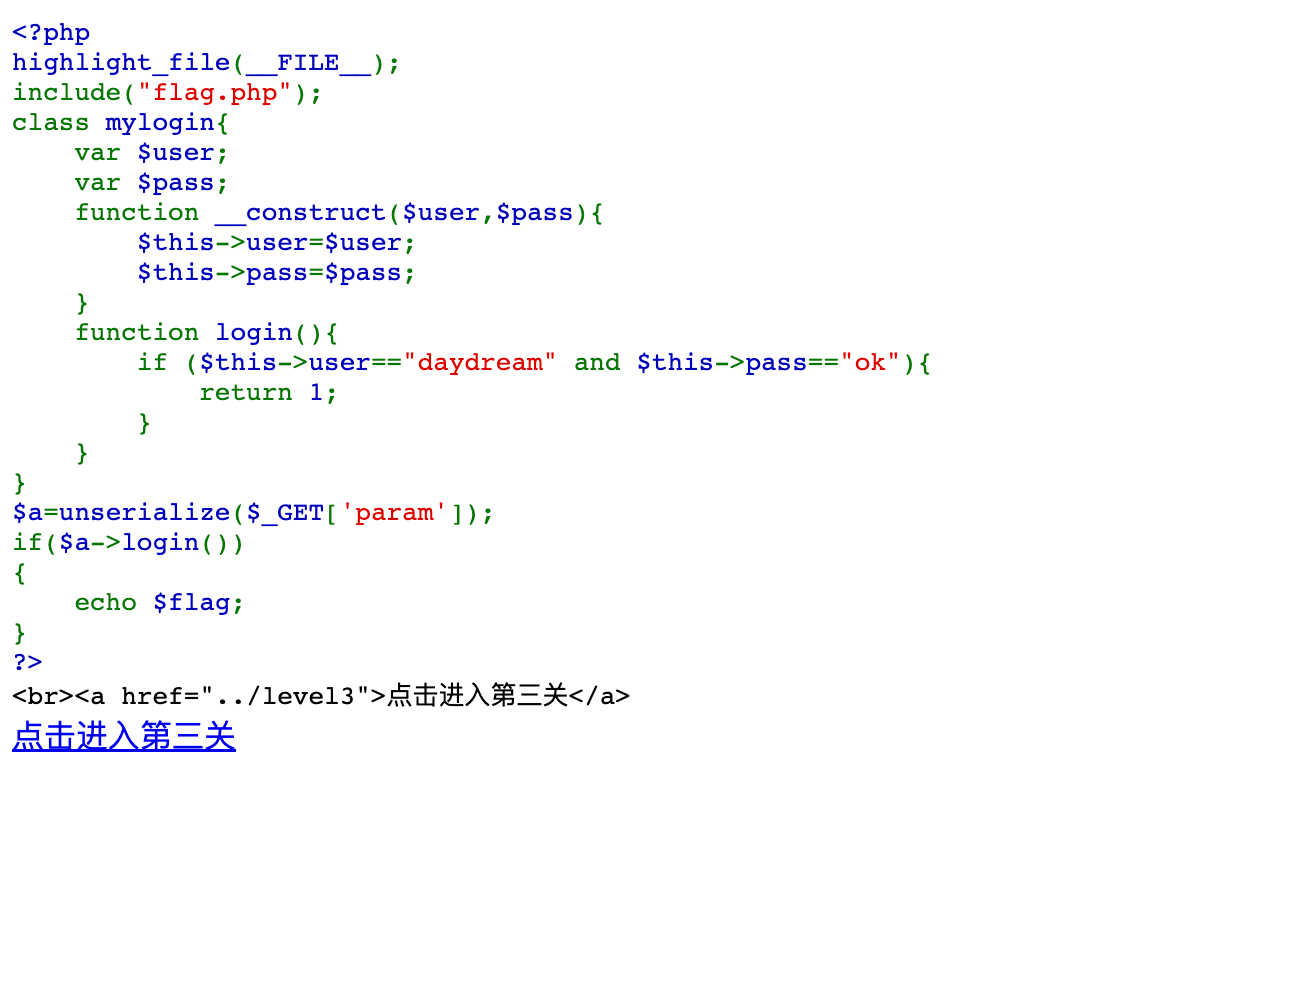 <?php
highlight_file(__FILE__);
include("flag.php");
class mylogin{
    var $user;
    var $pass;
    function __construct($user,$pass){
        $this->user=$user;
        $this->pass=$pass;
    }
    function login(){
        if ($this->user=="daydream" and $this->pass=="ok"){
            return 1;
        }
    }
}
$a=unserialize($_GET['param']);
if($a->login())
{
    echo $flag;
}
?>
<br><a href="../level3">点击进入第三关</a>
点击进入第三关